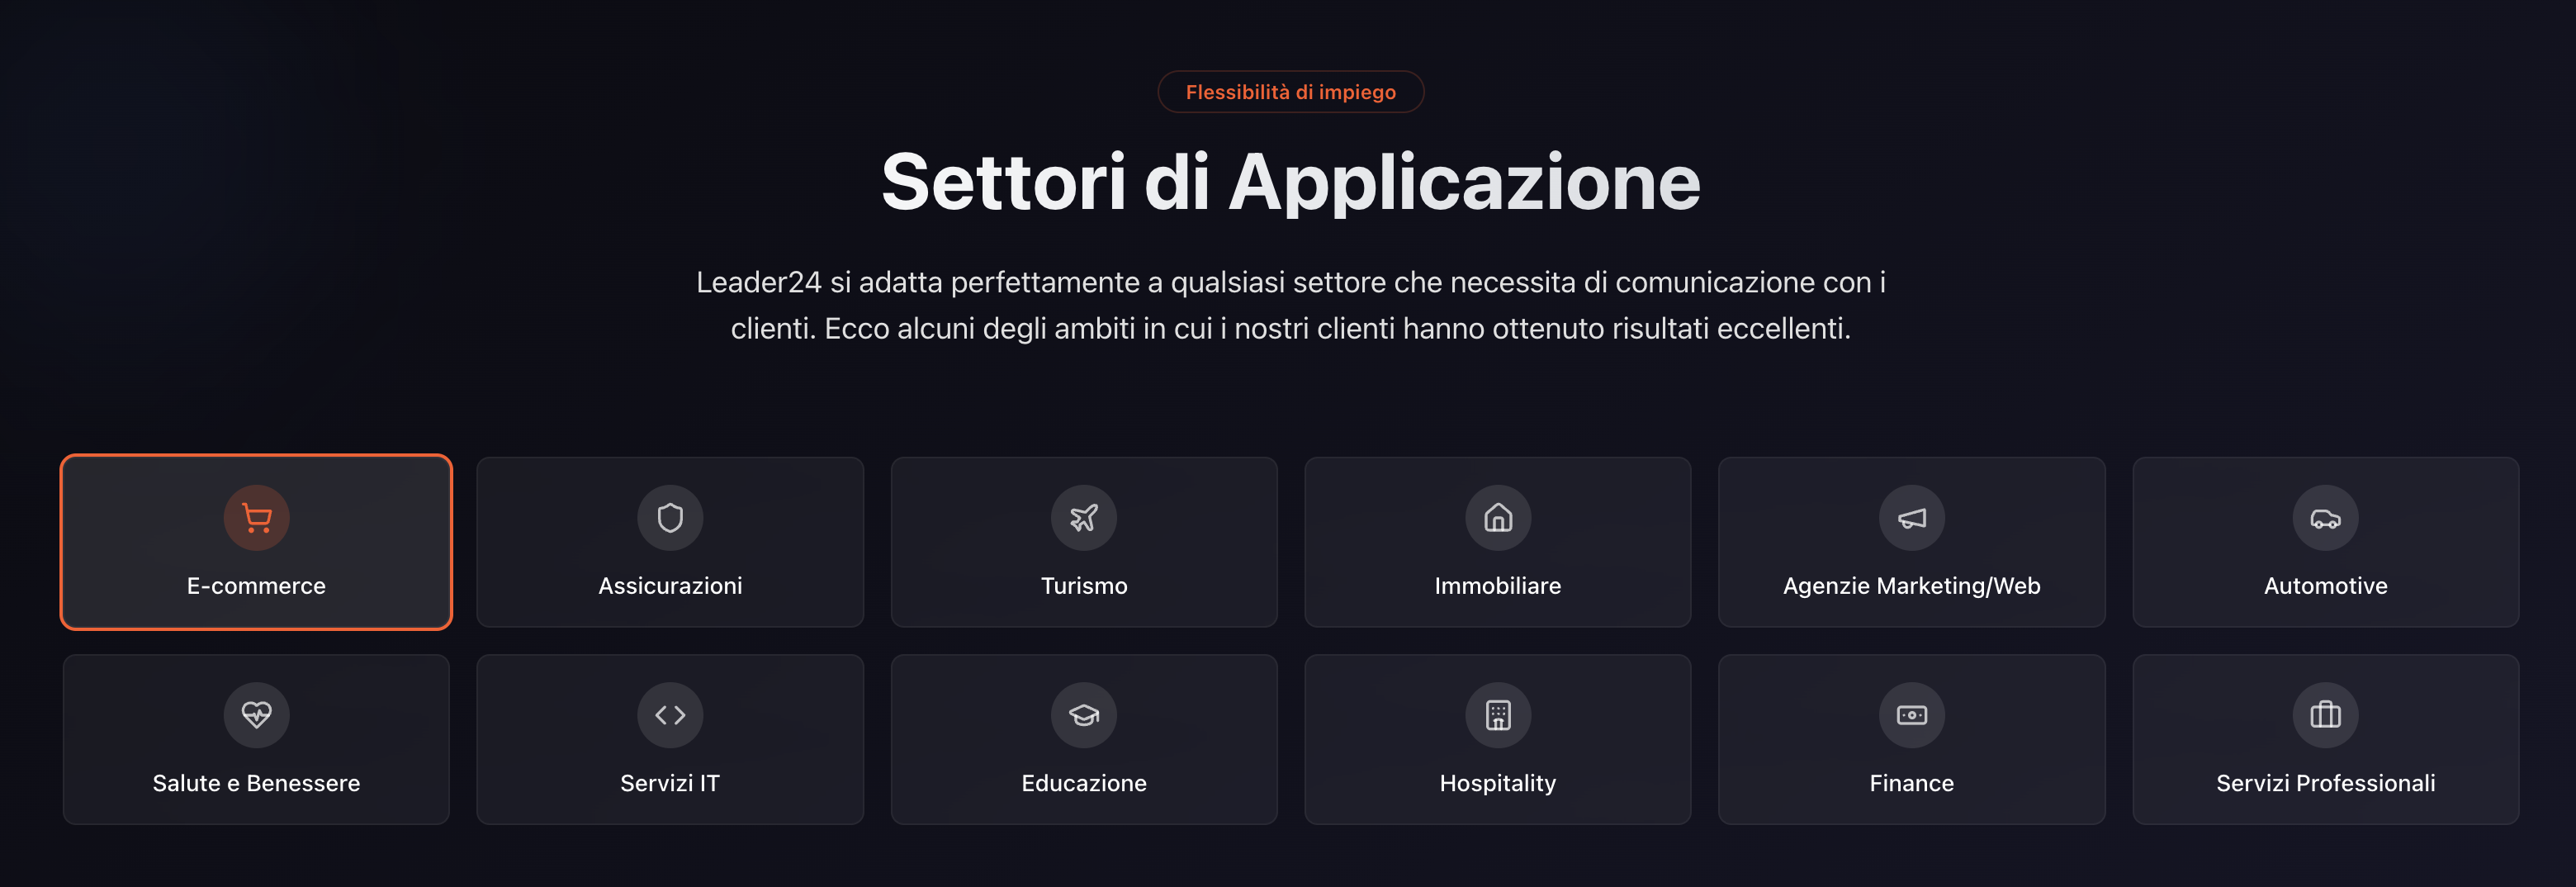 Flessibilità di impiego
Settori di Applicazione
Leader24 si adatta perfettamente a qualsiasi settore che necessita di comunicazione con i
clienti. Ecco alcuni degli ambiti in cui i nostri clienti hanno ottenuto risultati eccellenti.
E-commerce
Assicurazioni
Turismo
Immobiliare
Agenzie Marketing/Web
Automotive
Salute e Benessere
Servizi IT
Educazione
Hospitality
Finance
Servizi Professionali